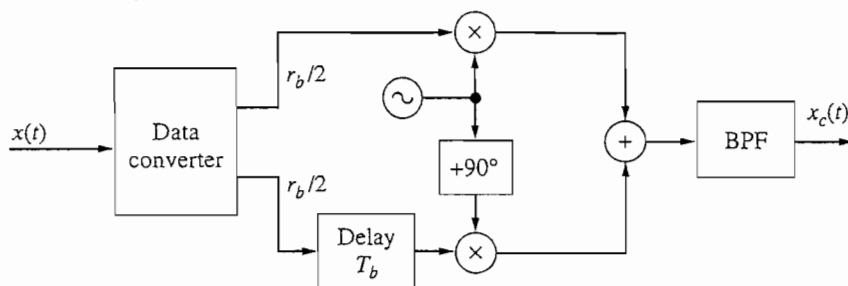 r_b/2
×
x(t)
Data
converter
+
BPF
x_c(t)
+90°
r_b/2
Delay
T_b
×